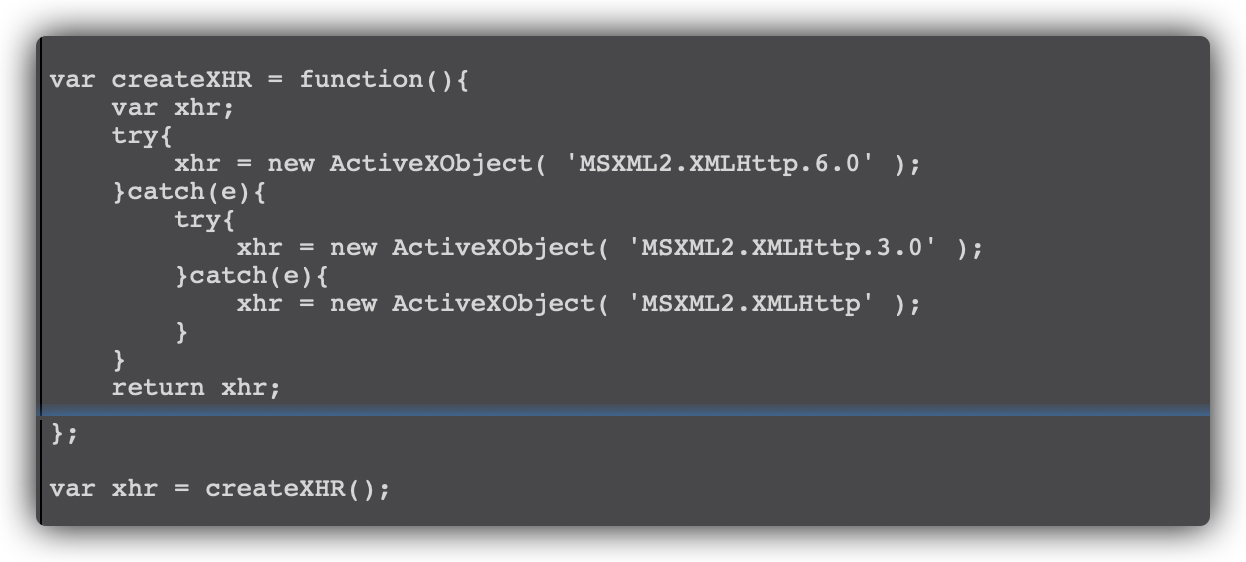 var createXHR = function(){
    var xhr;
    try{
        xhr = new ActiveXObject( 'MSXML2.XMLHttp.6.0' );
    }catch(e){
        try{
            xhr = new ActiveXObject( 'MSXML2.XMLHttp.3.0' );
        }catch(e){
            xhr = new ActiveXObject( 'MSXML2.XMLHttp' );
        }
    }
    return xhr;
};
var xhr = createXHR();